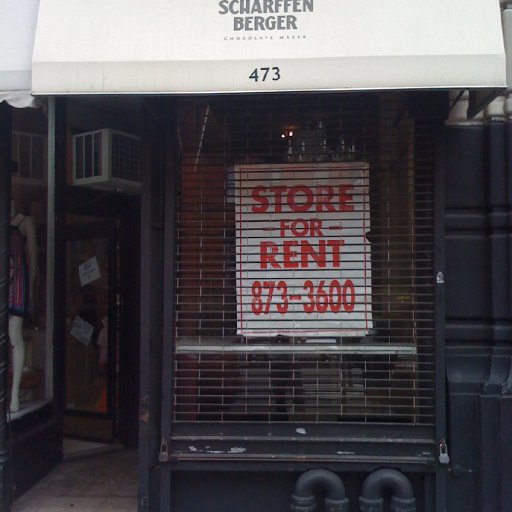 SCHARFFEN
BERGER
CHOCOLATE MAKER
473
STORE
FOR
RENT
873-3600